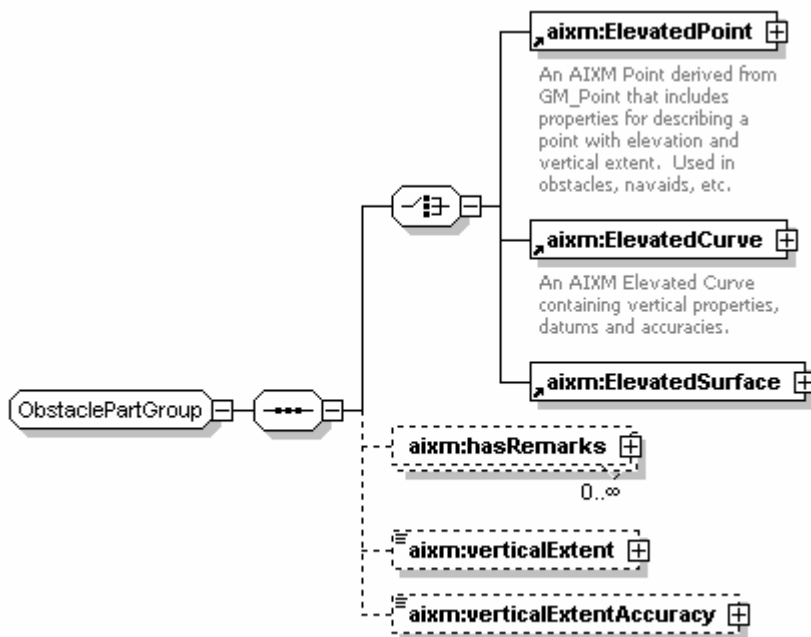 aixm:ElevatedPoint
An AIXM Point derived from
GM_Point that includes
properties for describing a
point with elevation and
vertical extent. Used in
obstacles, navaids, etc.
aixm:ElevatedCurve
An AIXM Elevated Curve
containing vertical properties,
datums and accuracies.
aixm:ElevatedSurface
ObstaclePartGroup
aixm:hasRemarks
0..∞
aixm:verticalExtent
aixm:verticalExtentAccuracy